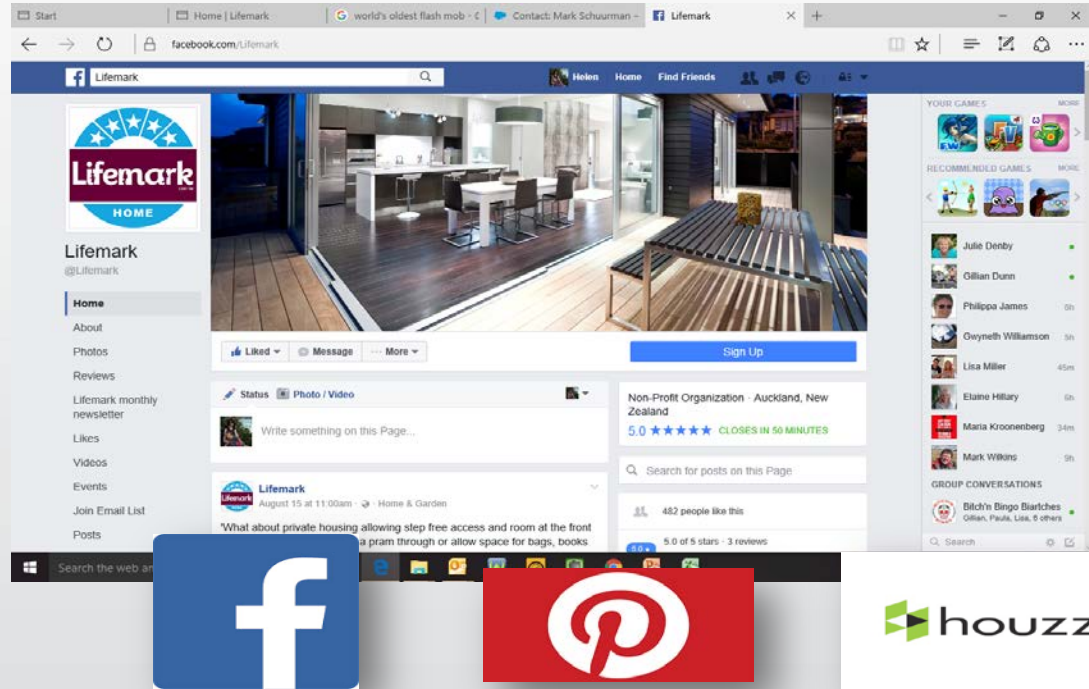 Start
Home | Lifemark
world's oldest flash mob - G
Contact: Mark Schuurman –
Lifemark
facebook.com/Lifemark
Lifemark
Helen Home Find Friends
Lifemark
HOME
Lifemark
@Lifemark
Home
About
Photos
Reviews
Lifemark monthly
newsletter
Likes
Videos
Events
Join Email List
Posts
Liked Message ··· More
Sign Up
Status Photo / Video
Write something on this Page...
Lifemark
August 15 at 11:00am · Home & Garden
'What about private housing allowing step free access and room at the front
a pram through or allow space for bags, books
Non-Profit Organization · Auckland, New
Zealand
5.0 ★★★★★ CLOSES IN 50 MINUTES
Search for posts on this Page
482 people like this
5.0 of 5 stars · 3 reviews
YOUR GAMES MORE
RECOMMENDED GAMES MORE
Julie Denby
Gillian Dunn
Philippa James 6h
Gwyneth Williamson 5h
Lisa Miller 45m
Elaine Hillary 6h
Maria Kroonenberg 34m
Mark Wilkins 9h
GROUP CONVERSATIONS
Bitch'n Bingo Biartches
Gillian, Paula, Lisa, 6 others
Search
Search the web an
f
houzz